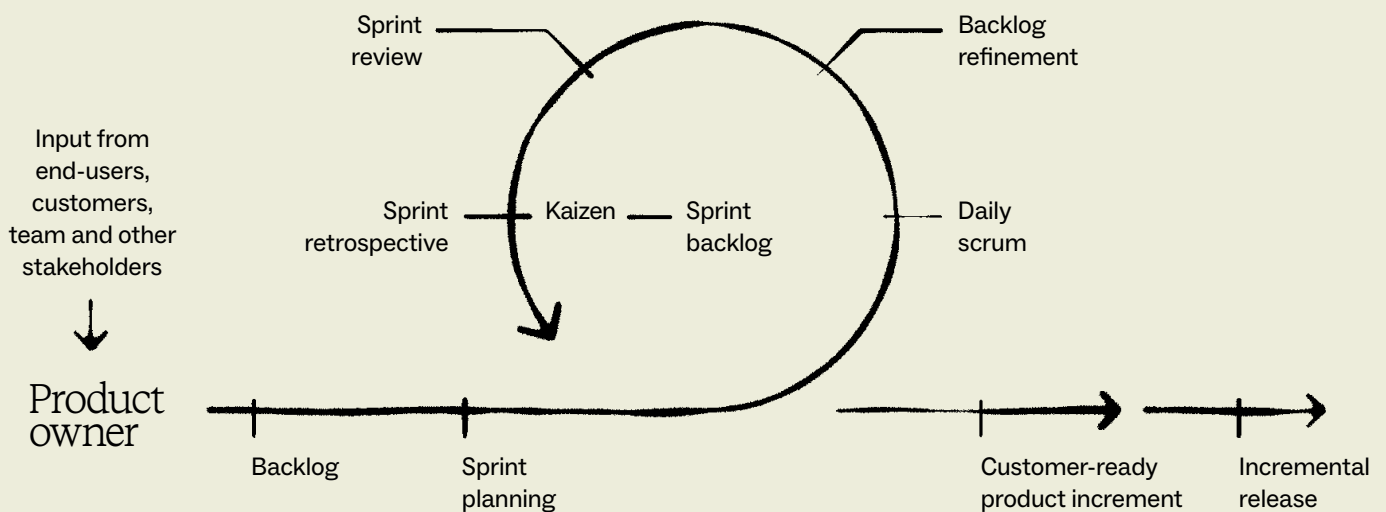 Sprint
review
Backlog
refinement
Input from
end-users,
customers,
team and other
stakeholders
Sprint
retrospective
Kaizen
Sprint
backlog
Daily
scrum
Product
owner
Backlog
Sprint
planning
Customer-ready
product increment
Incremental
release